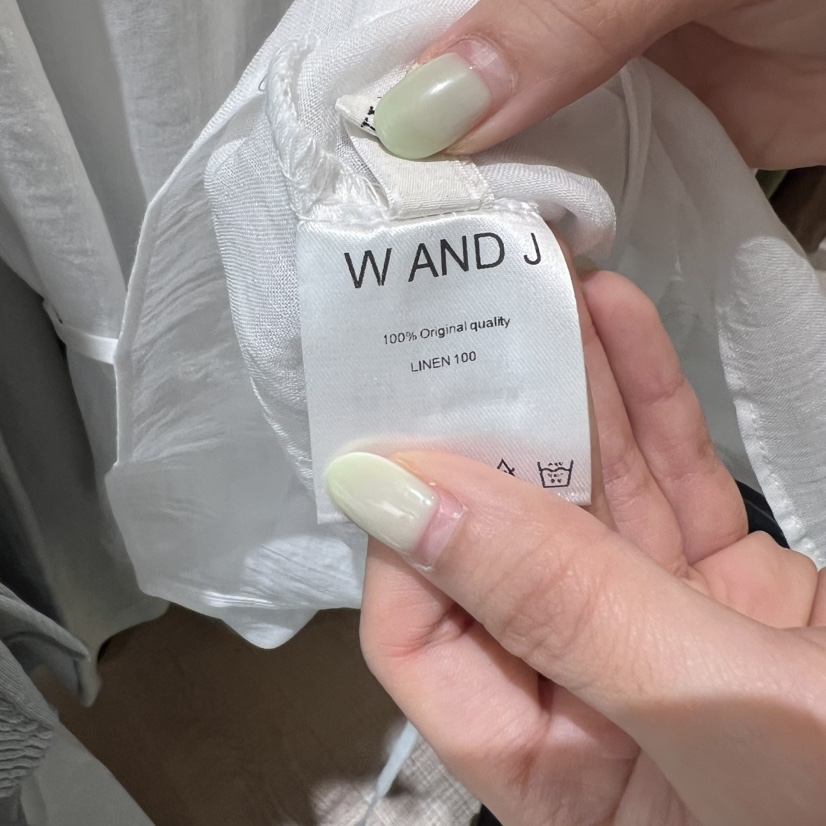 W AND J
100% Original quality
LINEN 100